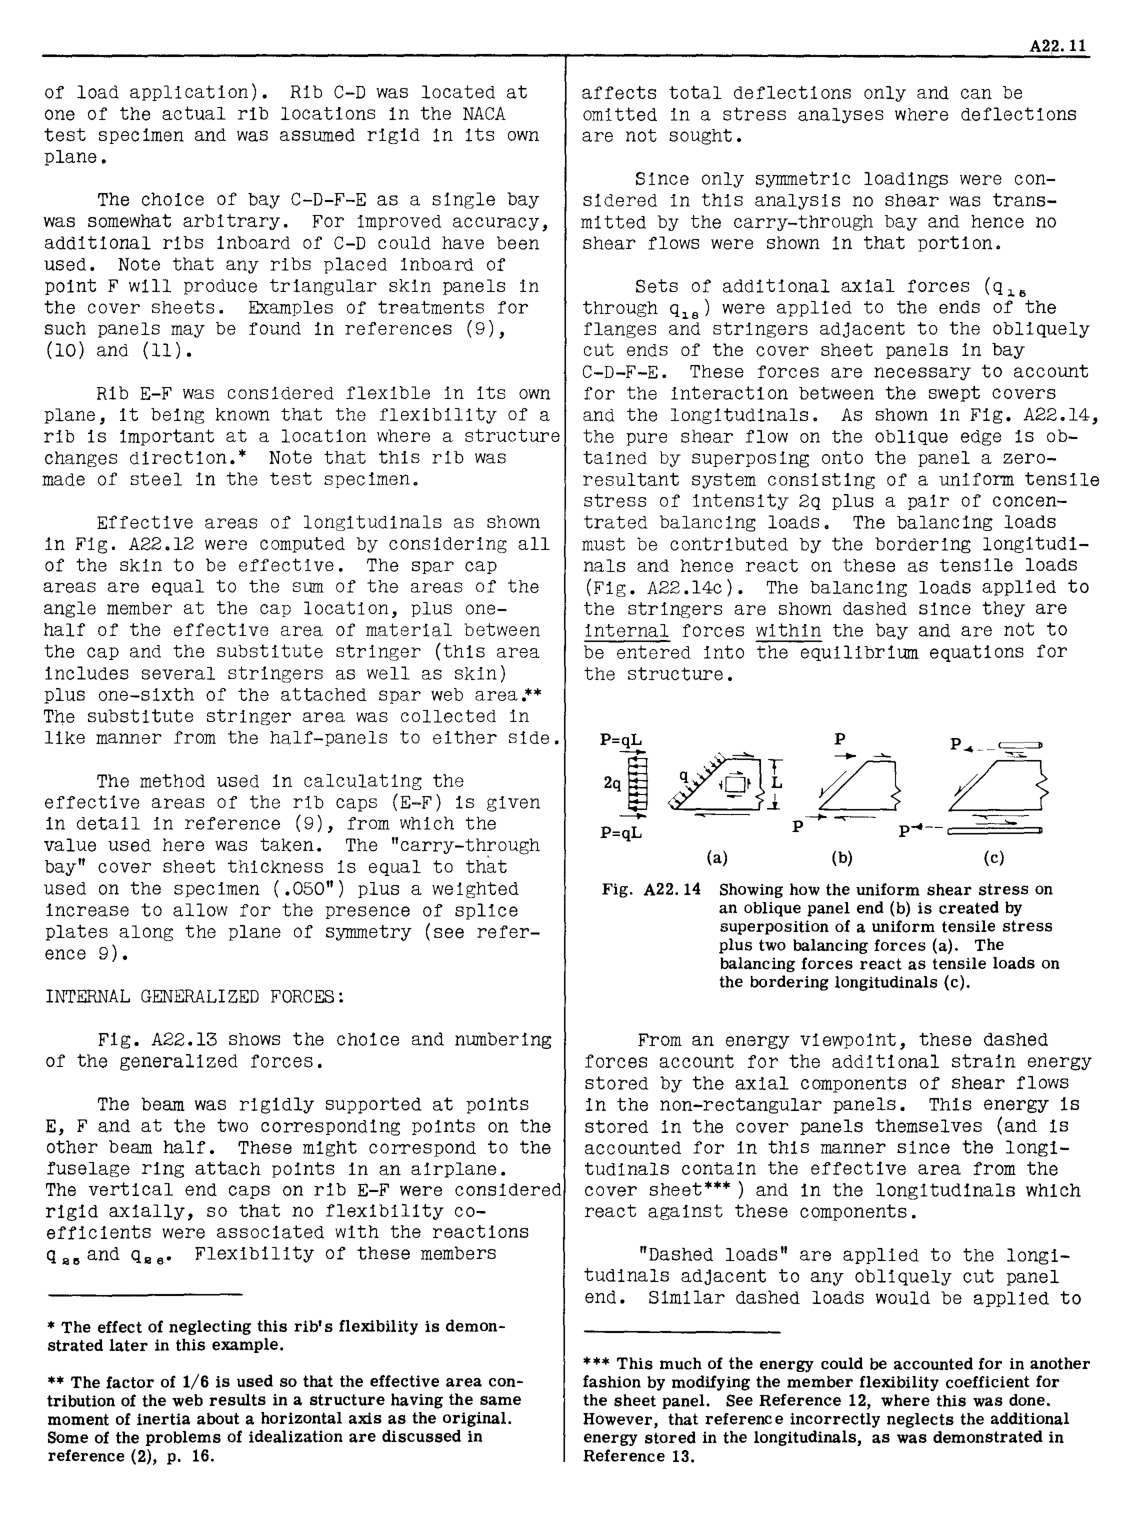 A22.11
of load application). Rib C-D was located at
one of the actual rib locations in the NACA
test specimen and was assumed rigid in its own
plane.
The choice of bay C-D-F-E as a single bay
was somewhat arbitrary. For improved accuracy,
additional ribs inboard of C-D could have been
used. Note that any ribs placed inboard of
point F will produce triangular skin panels in
the cover sheets. Examples of treatments for
such panels may be found in references (9),
(10) and (11).
Rib E-F was considered flexible in its own
plane, it being known that the flexibility of a
rib is important at a location where a structure
changes direction.* Note that this rib was
made of steel in the test specimen.
Effective areas of longitudinals as shown
in Fig. A22.12 were computed by considering all
of the skin to be effective. The spar cap
areas are equal to the sum of the areas of the
angle member at the cap location, plus one-
half of the effective area of material between
the cap and the substitute stringer (this area
includes several stringers as well as skin)
plus one-sixth of the attached spar web area.**
The substitute stringer area was collected in
like manner from the half-panels to either side.
The method used in calculating the
effective areas of the rib caps (E-F) is given
in detail in reference (9), from which the
value used here was taken. The "carry-through
bay" cover sheet thickness is equal to that
used on the specimen (.050") plus a weighted
increase to allow for the presence of splice
plates along the plane of symmetry (see refer-
ence 9).
INTERNAL GENERALIZED FORCES:
Fig. A22.13 shows the choice and numbering
of the generalized forces.
The beam was rigidly supported at points
E, F and at the two corresponding points on the
other beam half. These might correspond to the
fuselage ring attach points in an airplane.
The vertical end caps on rib E-F were considered
rigid axially, so that no flexibility co-
efficients were associated with the reactions
q₂₅ and q₂₆. Flexibility of these members
* The effect of neglecting this rib's flexibility is demon-
strated later in this example.
** The factor of 1/6 is used so that the effective area con-
tribution of the web results in a structure having the same
moment of inertia about a horizontal axis as the original.
Some of the problems of idealization are discussed in
reference (2), p. 16.
affects total deflections only and can be
omitted in a stress analyses where deflections
are not sought.
Since only symmetric loadings were con-
sidered in this analysis no shear was trans-
mitted by the carry-through bay and hence no
shear flows were shown in that portion.
Sets of additional axial forces (q₁₅
through q₁₈) were applied to the ends of the
flanges and stringers adjacent to the obliquely
cut ends of the cover sheet panels in bay
C-D-F-E. These forces are necessary to account
for the interaction between the swept covers
and the longitudinals. As shown in Fig. A22.14,
the pure shear flow on the oblique edge is ob-
tained by superposing onto the panel a zero-
resultant system consisting of a uniform tensile
stress of intensity 2q plus a pair of concen-
trated balancing loads. The balancing loads
must be contributed by the bordering longitudi-
nals and hence react on these as tensile loads
(Fig. A22.14c). The balancing loads applied to
the stringers are shown dashed since they are
internal forces within the bay and are not to
be entered into the equilibrium equations for
the structure.
P=qL
P
P
2q
q
L
P=qL
P
P
(a)
(b)
(c)
Fig. A22.14 Showing how the uniform shear stress on
an oblique panel end (b) is created by
superposition of a uniform tensile stress
plus two balancing forces (a). The
balancing forces react as tensile loads on
the bordering longitudinals (c).
From an energy viewpoint, these dashed
forces account for the additional strain energy
stored by the axial components of shear flows
in the non-rectangular panels. This energy is
stored in the cover panels themselves (and is
accounted for in this manner since the longi-
tudinals contain the effective area from the
cover sheet***) and in the longitudinals which
react against these components.
"Dashed loads" are applied to the longi-
tudinals adjacent to any obliquely cut panel
end. Similar dashed loads would be applied to
*** This much of the energy could be accounted for in another
fashion by modifying the member flexibility coefficient for
the sheet panel. See Reference 12, where this was done.
However, that reference incorrectly neglects the additional
energy stored in the longitudinals, as was demonstrated in
Reference 13.